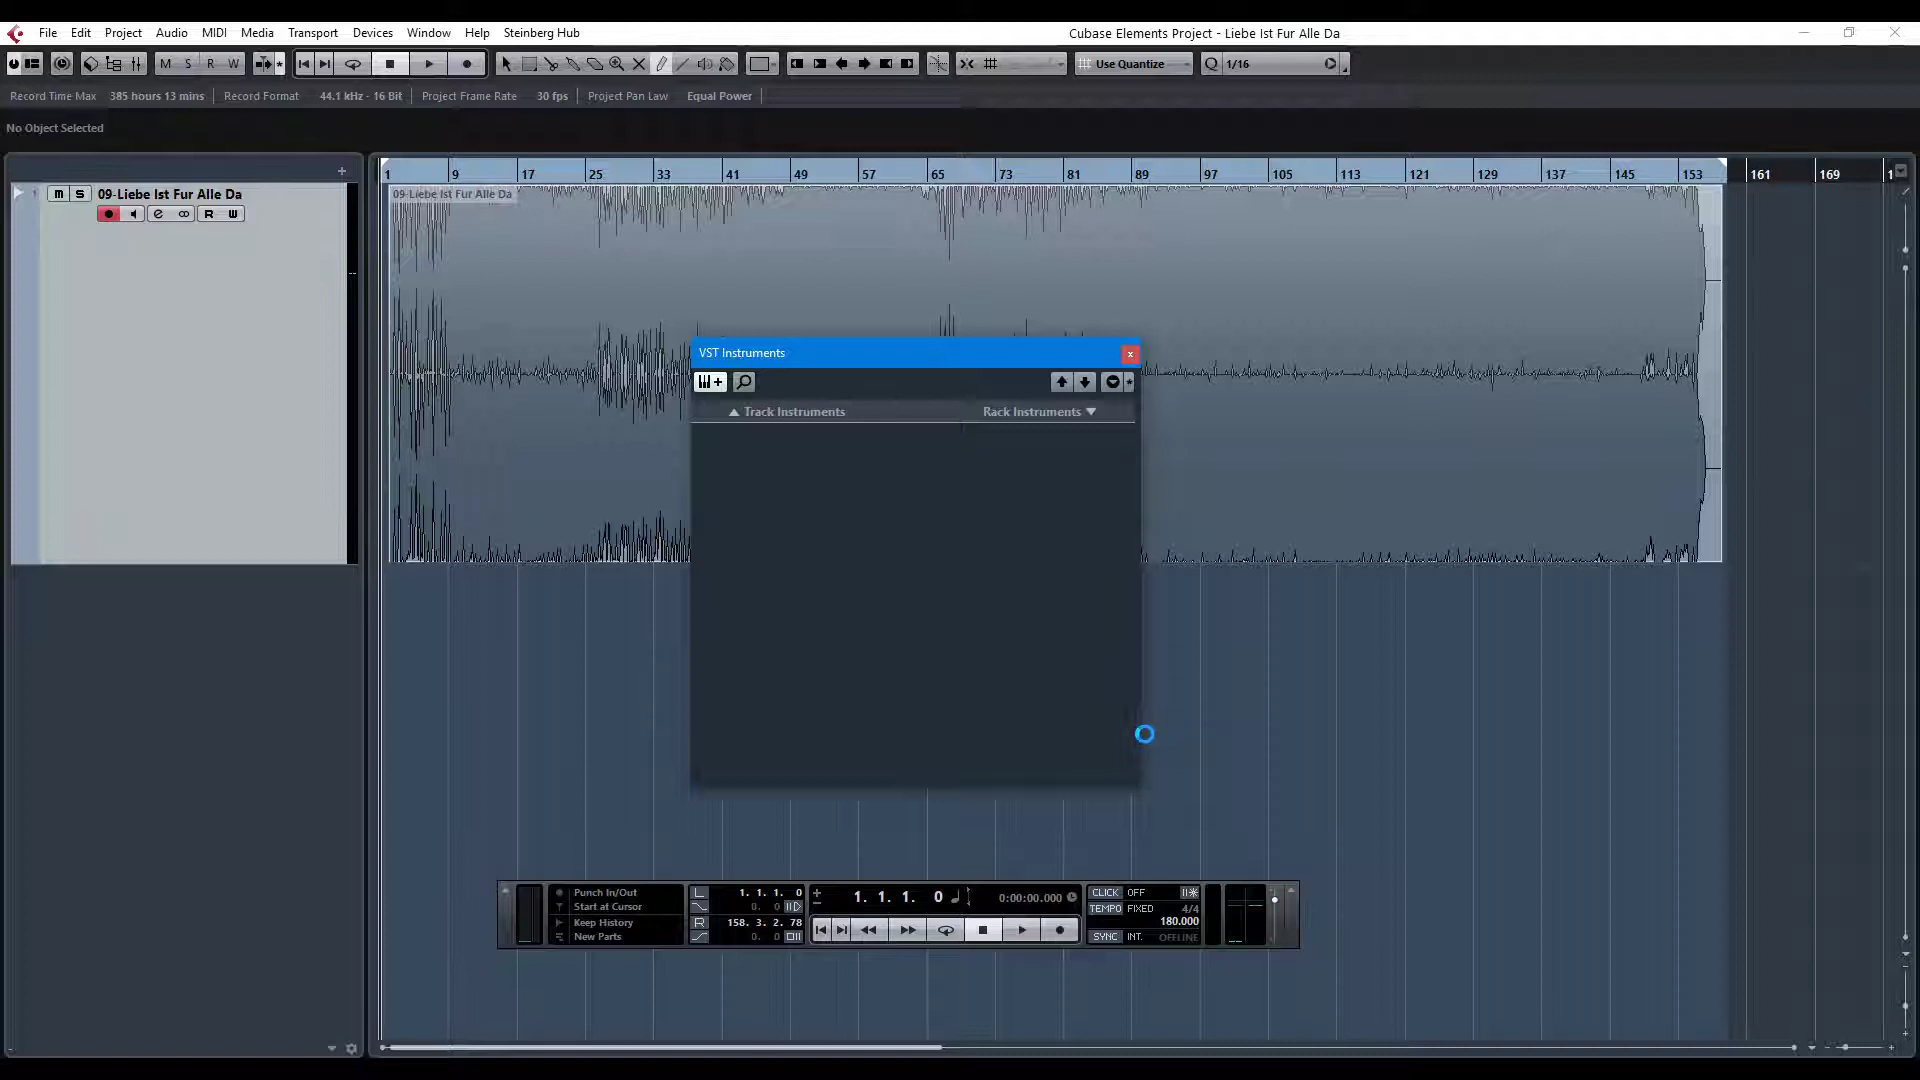 File Edit Project Audio MIDI Media Transport Devices Window Help Steinberg Hub
Cubase Elements Project - Liebe Ist Fur Alle Da
M S R W
Use Quantize
Q 1/16
Record Time Max 385 hours 13 mins Record Format 44.1 kHz - 16 Bit Project Frame Rate 30 fps Project Pan Law Equal Power
No Object Selected
1 9 17 25 33 41 49 57 65 73 81 89 97 105 113 121 129 137 145 153 161 169 1
1 m S 09-Liebe Ist Fur Alle Da
e R W
09-Liebe Ist Fur Alle Da
VST Instruments
Track Instruments Rack Instruments
Punch In/Out
Start at Cursor
Keep History
New Parts
L 1. 1. 1. 0
0. 0
R 158. 3. 2. 78
0. 0
1. 1. 1. 0 0:00:00.000
CLICK OFF
TEMPO FIXED 4/4
180.000
SYNC INT. OFFLINE